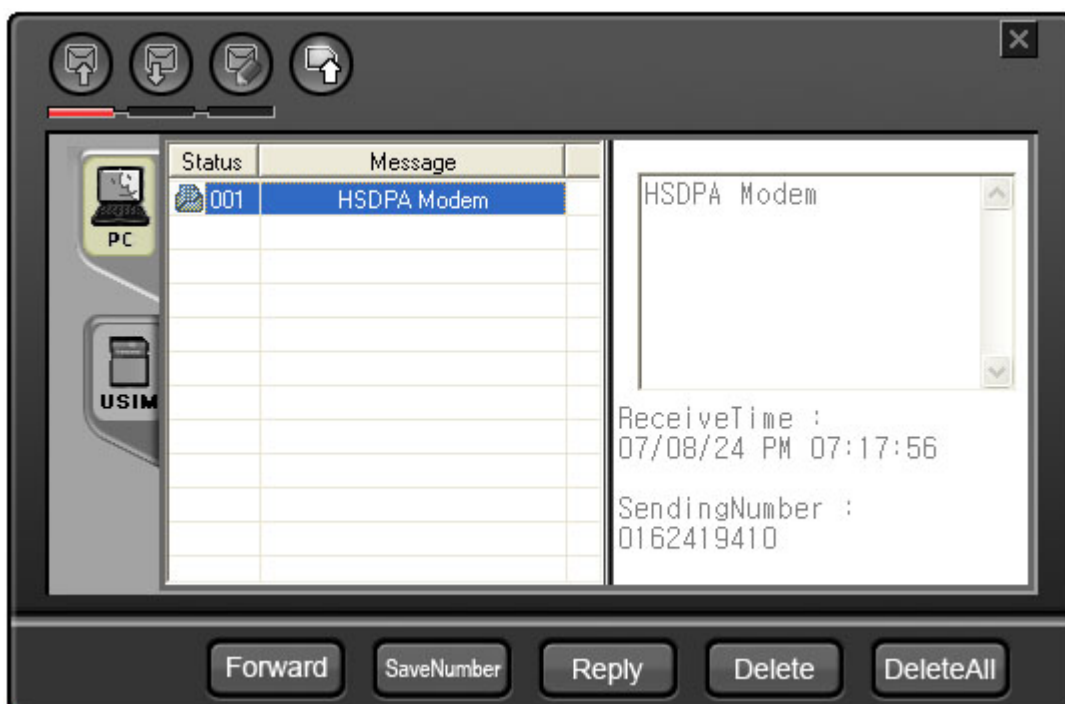 PC
USIM
Status Message
001 HSDPA Modem
HSDPA Modem
ReceiveTime :
07/08/24 PM 07:17:56
SendingNumber :
0162419410
Forward SaveNumber Reply Delete DeleteAll